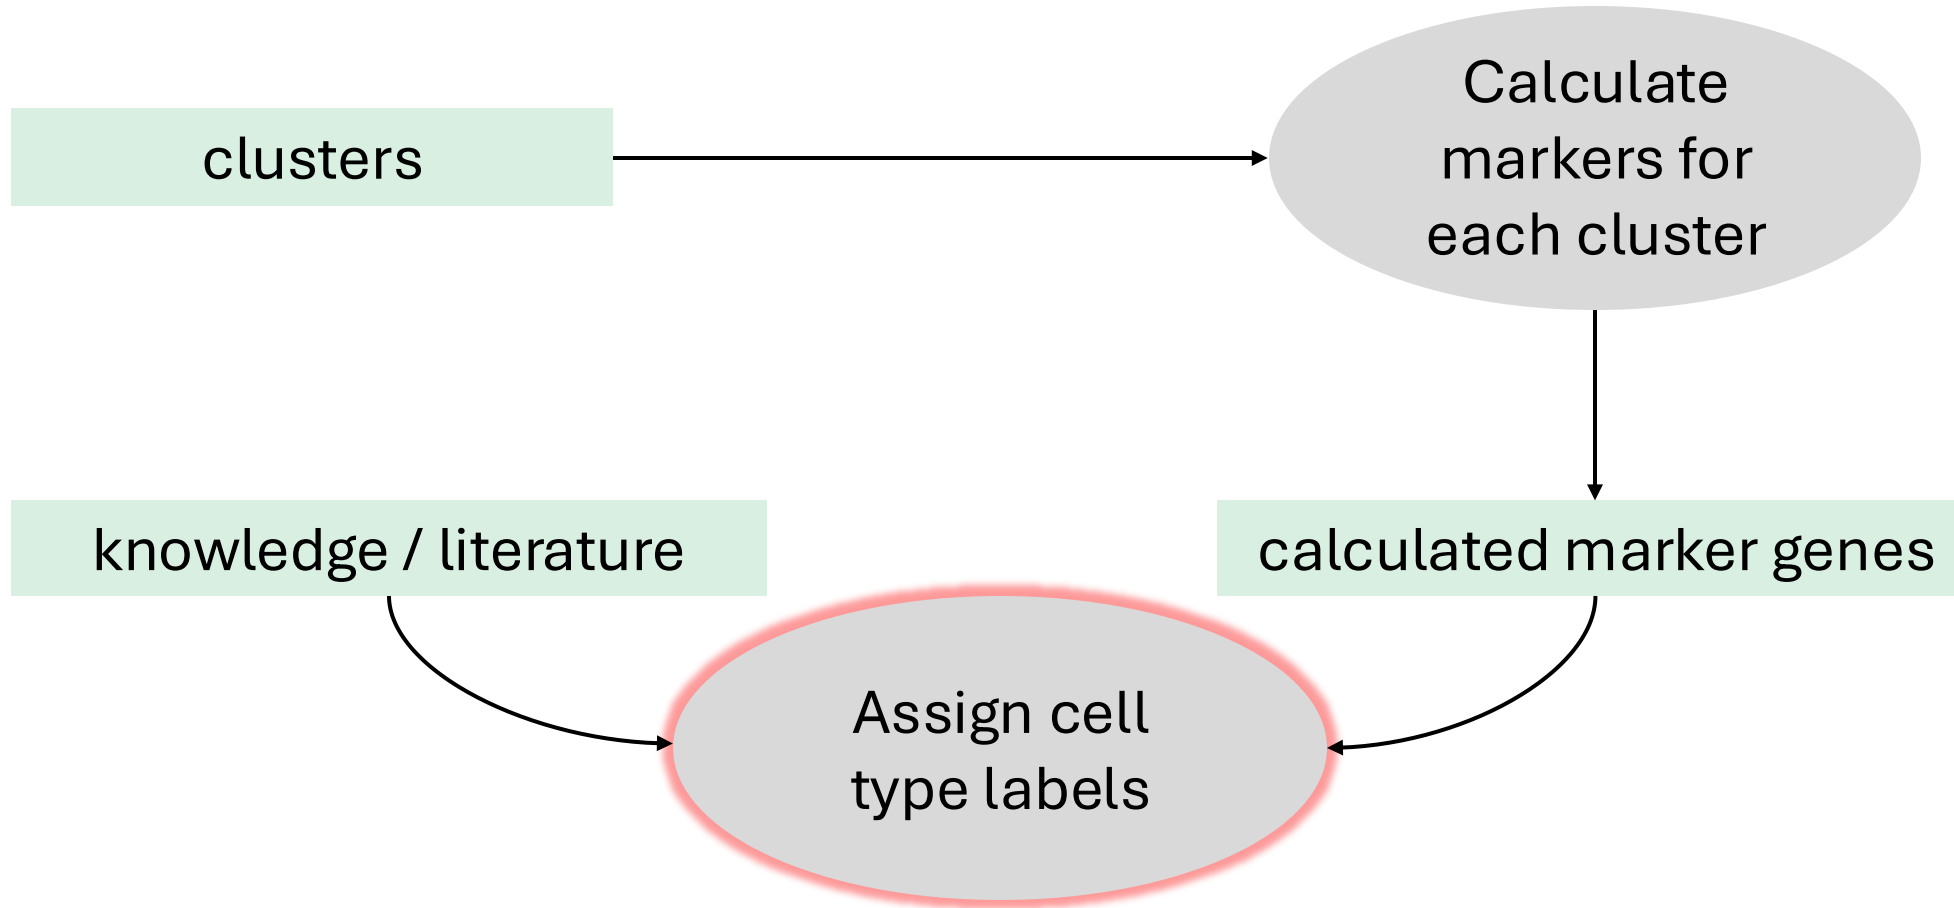 clusters
Calculate
markers for
each cluster
knowledge / literature
calculated marker genes
Assign cell
type labels